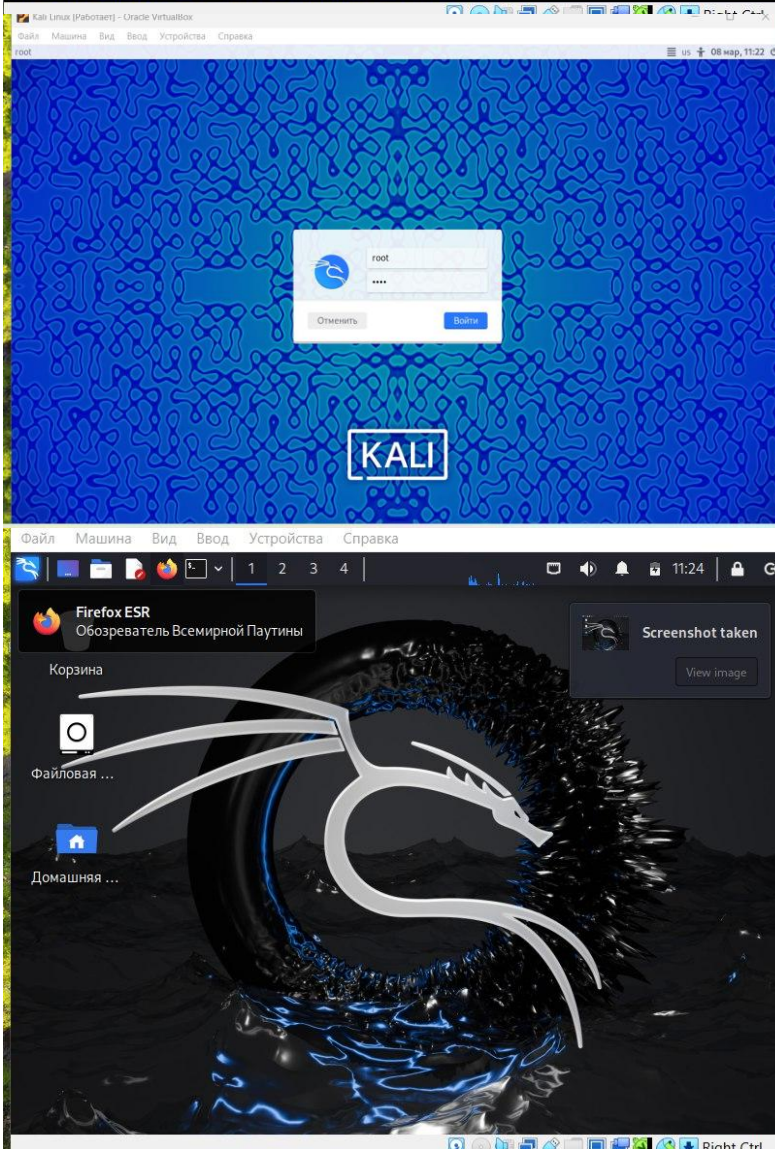 Kali Linux [Работает] - Oracle VirtualBox
Файл Машина Вид Ввод Устройства Справка
root
us 08 мар, 11:22
root
••••
Отменить
Войти
KALI
Файл Машина Вид Ввод Устройства Справка
1 2 3 4
11:24
Firefox ESR
Обозреватель Всемирной Паутины
Screenshot taken
View image
Корзина
Файловая ...
Домашняя ...
Right Ctrl